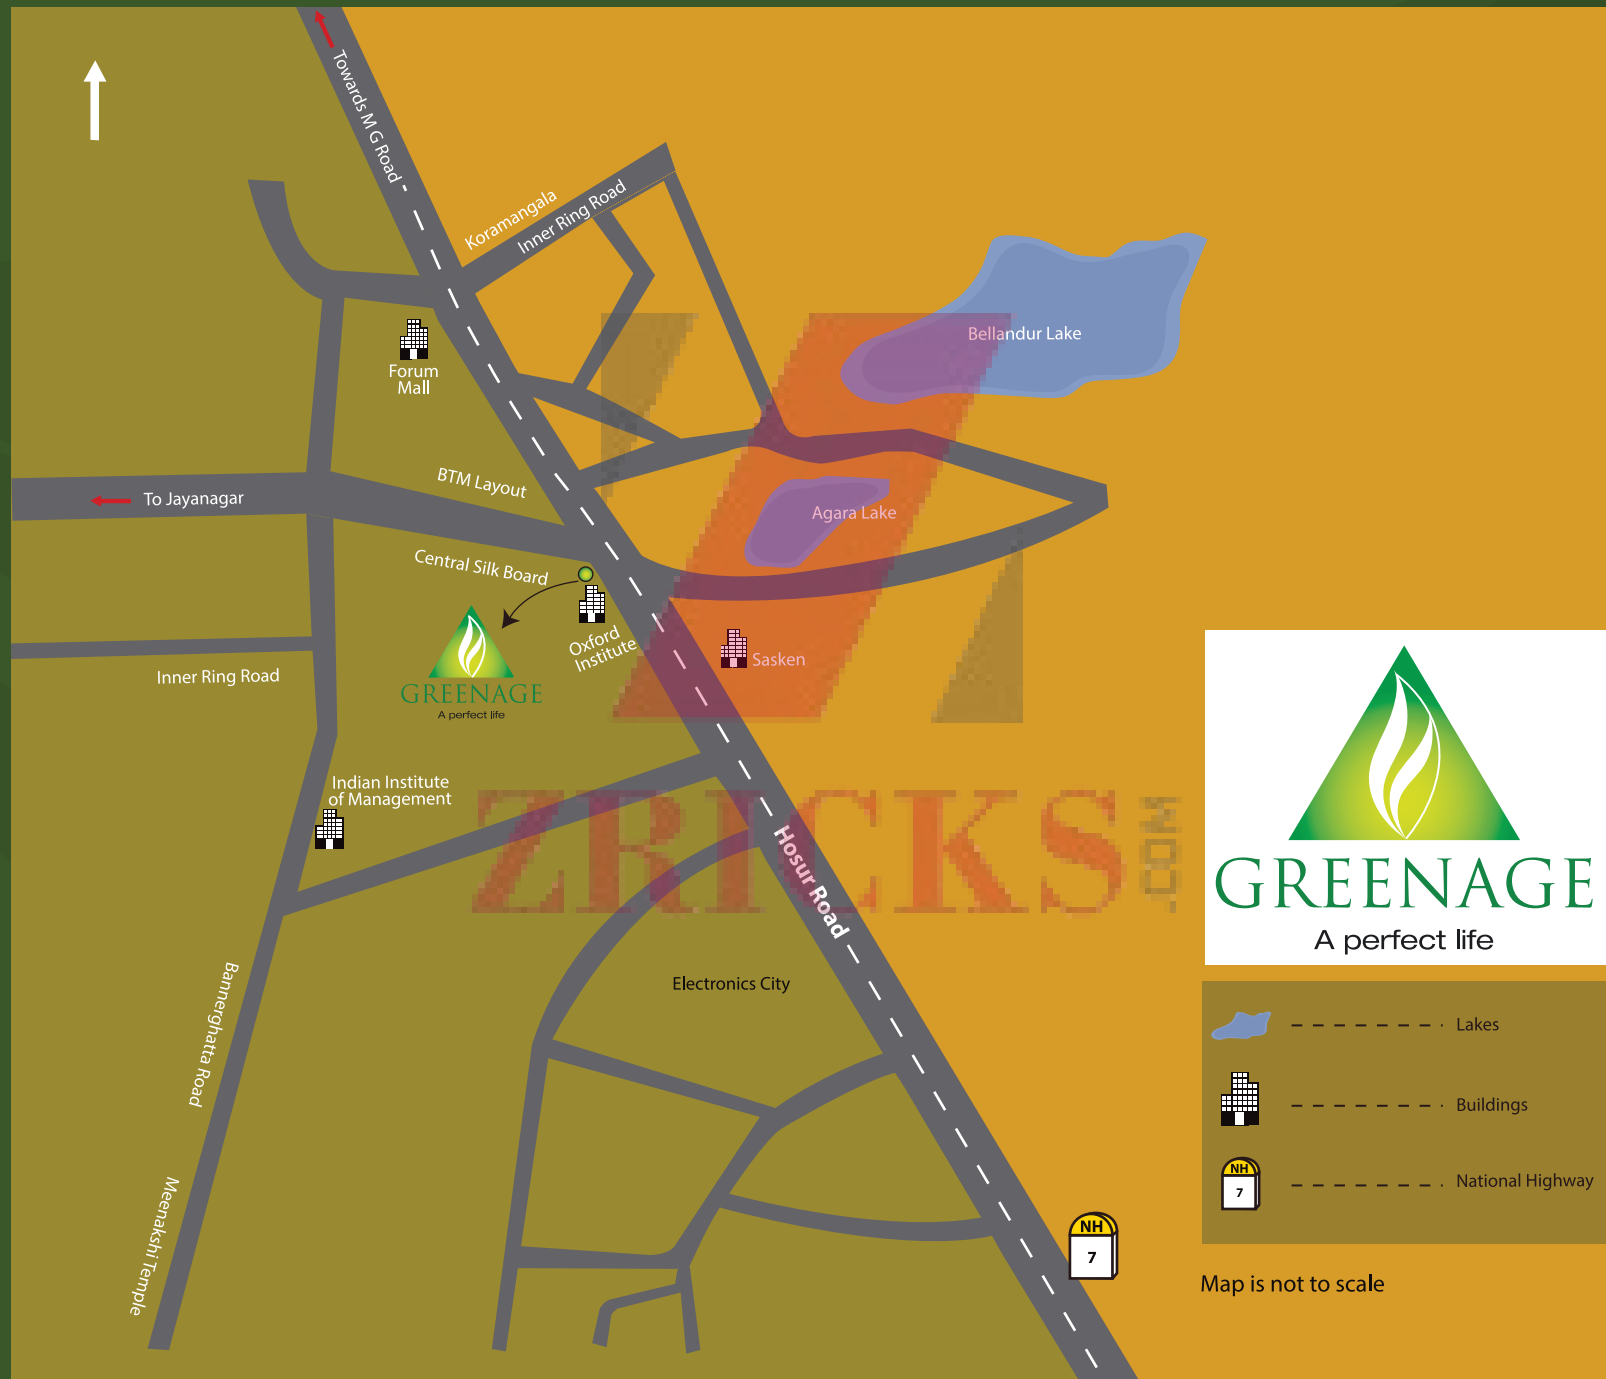 Towards M G Road
Koramangala
Inner Ring Road
Bellandur Lake
Forum
Mall
BTM Layout
To Jayanagar
Agara Lake
Central Silk Board
Oxford
Institute
Sasken
Inner Ring Road
GREENAGE
A perfect life
Indian Institute
of Management
ZRICKS
.COM
Hosur Road
GREENAGE
A perfect life
Electronics City
Bannerghatta Road
Lakes
Buildings
NH
7
National Highway
Meenakshi Temple
NH
7
Map is not to scale